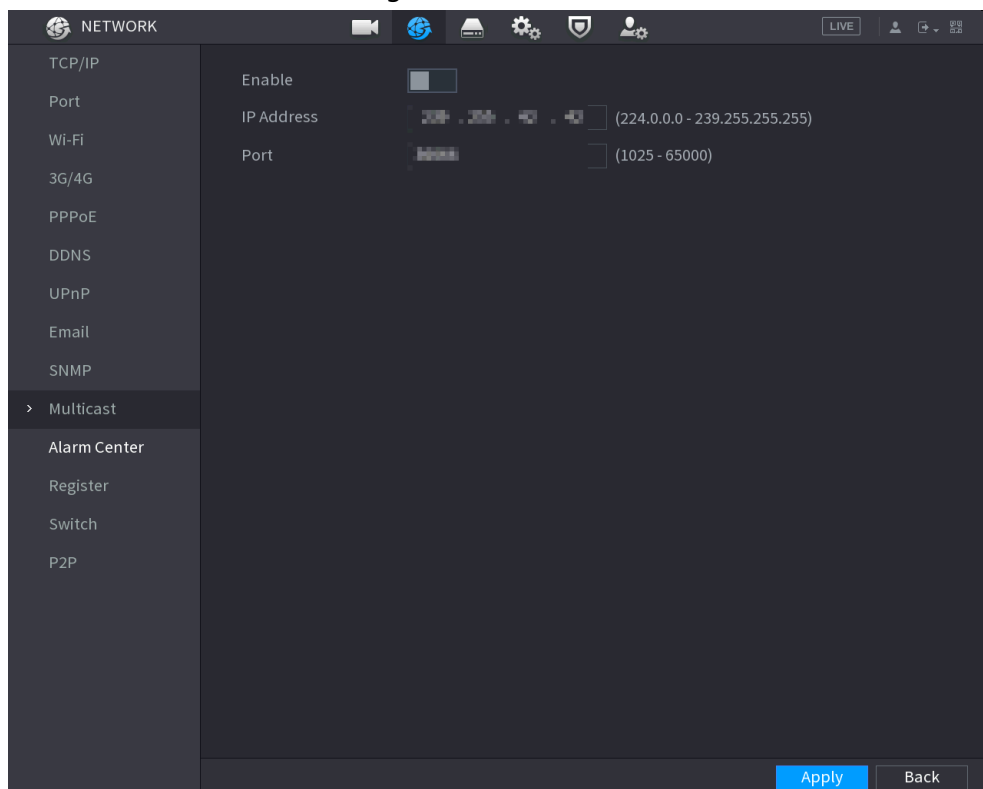 NETWORK
LIVE
TCP/IP
Port
Wi-Fi
3G/4G
PPPoE
DDNS
UPnP
Email
SNMP
Multicast
Alarm Center
Register
Switch
P2P
Enable
IP Address
(224.0.0.0 - 239.255.255.255)
Port
(1025 - 65000)
Apply
Back